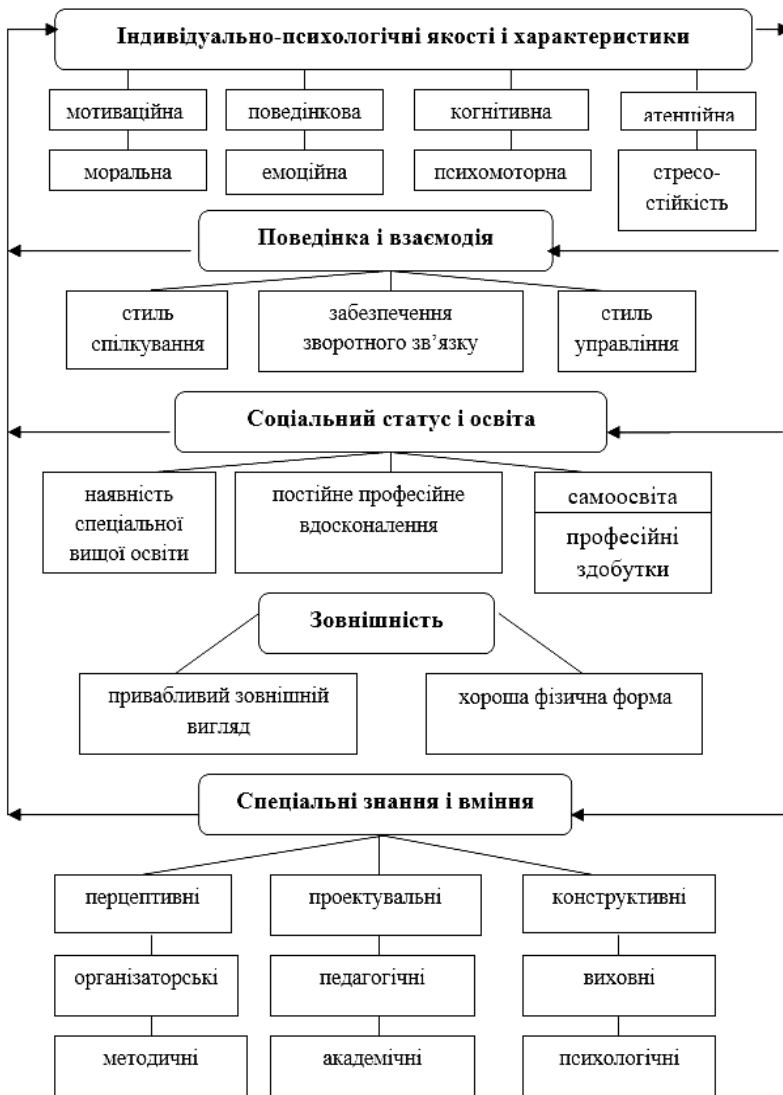 Індивідуально-психологічні якості і характеристики
мотиваційна
поведінкова
когнітивна
атенційна
моральна
емоційна
психомоторна
стресо-
стійкість
Поведінка і взаємодія
стиль
спілкування
забезпечення
зворотного зв’язку
стиль
управління
Соціальний статус і освіта
наявність
спеціальної
вищої освіти
постійне професійне
вдосконалення
самоосвіта
професійні
здобутки
Зовнішність
привабливий зовнішній
вигляд
хороша фізична форма
Спеціальні знання і вміння
перцептивні
проектувальні
конструктивні
організаторські
педагогічні
виховні
методичні
академічні
психологічні